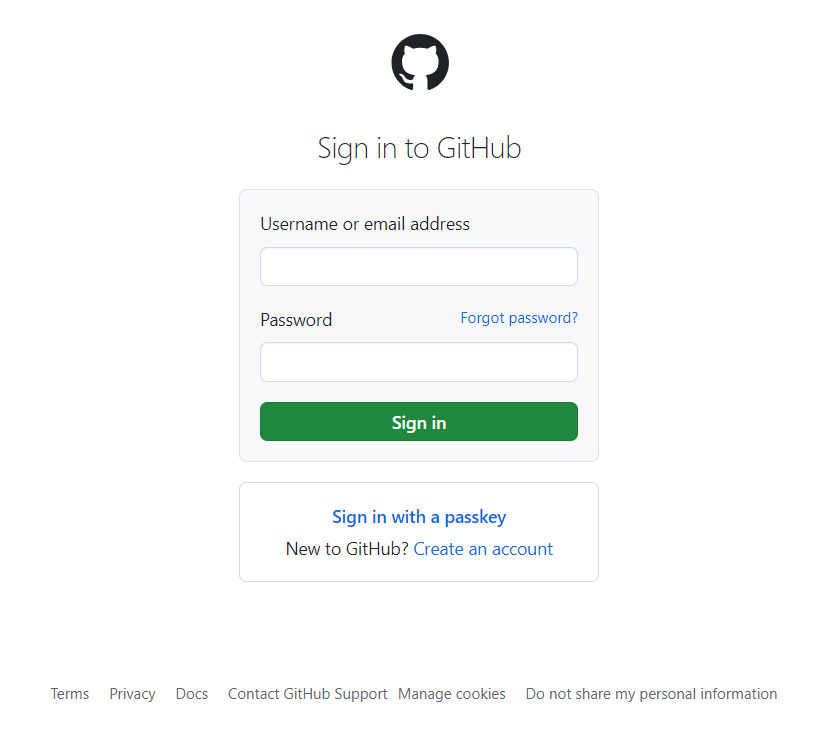 Sign in to GitHub
Username or email address
Password Forgot password?
Sign in
Sign in with a passkey
New to GitHub? Create an account
Terms Privacy Docs Contact GitHub Support Manage cookies Do not share my personal information